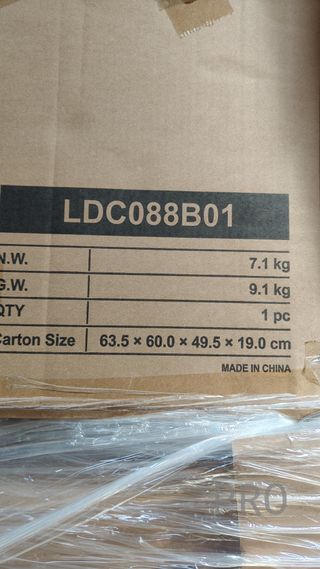 LDC088B01
N.W. 7.1 kg
G.W. 9.1 kg
QTY 1 pc
Carton Size 63.5 × 60.0 × 49.5 × 19.0 cm
MADE IN CHINA
PRO